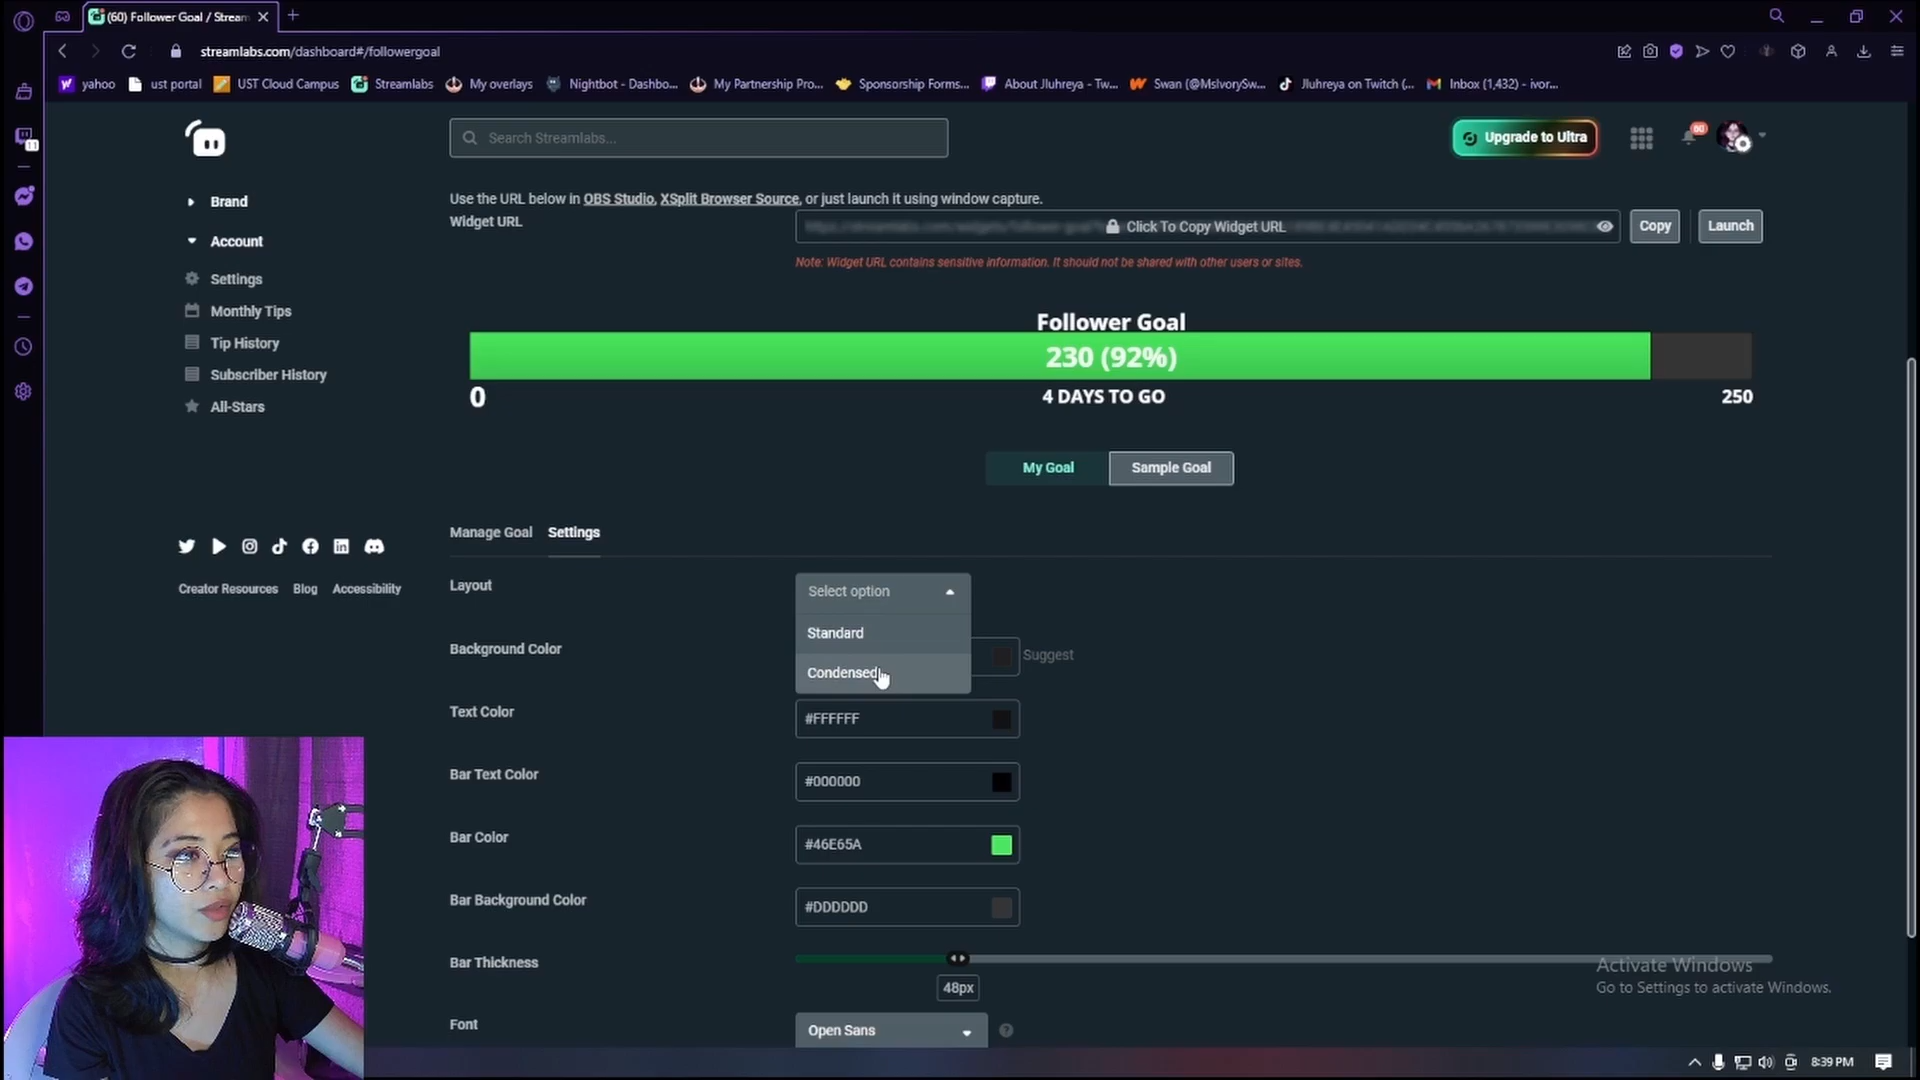 (60) Follower Goal / Stream
streamlabs.com/dashboard#/followergoal
yahoo
ust portal
UST Cloud Campus
Streamlabs
My overlays
Nightbot - Dashbo...
My Partnership Pro...
Sponsorship Forms...
About Jluhreya - Tw...
Swan (@MsIvorySw...
Jluhreya on Twitch (...
Inbox (1,432) - ivor...
Search Streamlabs...
Upgrade to Ultra
60
Brand
Account
Settings
Monthly Tips
Tip History
Subscriber History
All-Stars
Creator Resources
Blog
Accessibility
Use the URL below in OBS Studio, XSplit Browser Source, or just launch it using window capture.
Widget URL
Click To Copy Widget URL
Copy
Launch
Note: Widget URL contains sensitive information. It should not be shared with other users or sites.
Follower Goal
230 (92%)
0
4 DAYS TO GO
250
My Goal
Sample Goal
Manage Goal
Settings
Layout
Select option
Standard
Condensed
Background Color
Suggest
Text Color
#FFFFFF
Bar Text Color
#000000
Bar Color
#46E65A
Bar Background Color
#DDDDDD
Bar Thickness
48px
Font
Open Sans
Activate Windows
Go to Settings to activate Windows.
8:39 PM